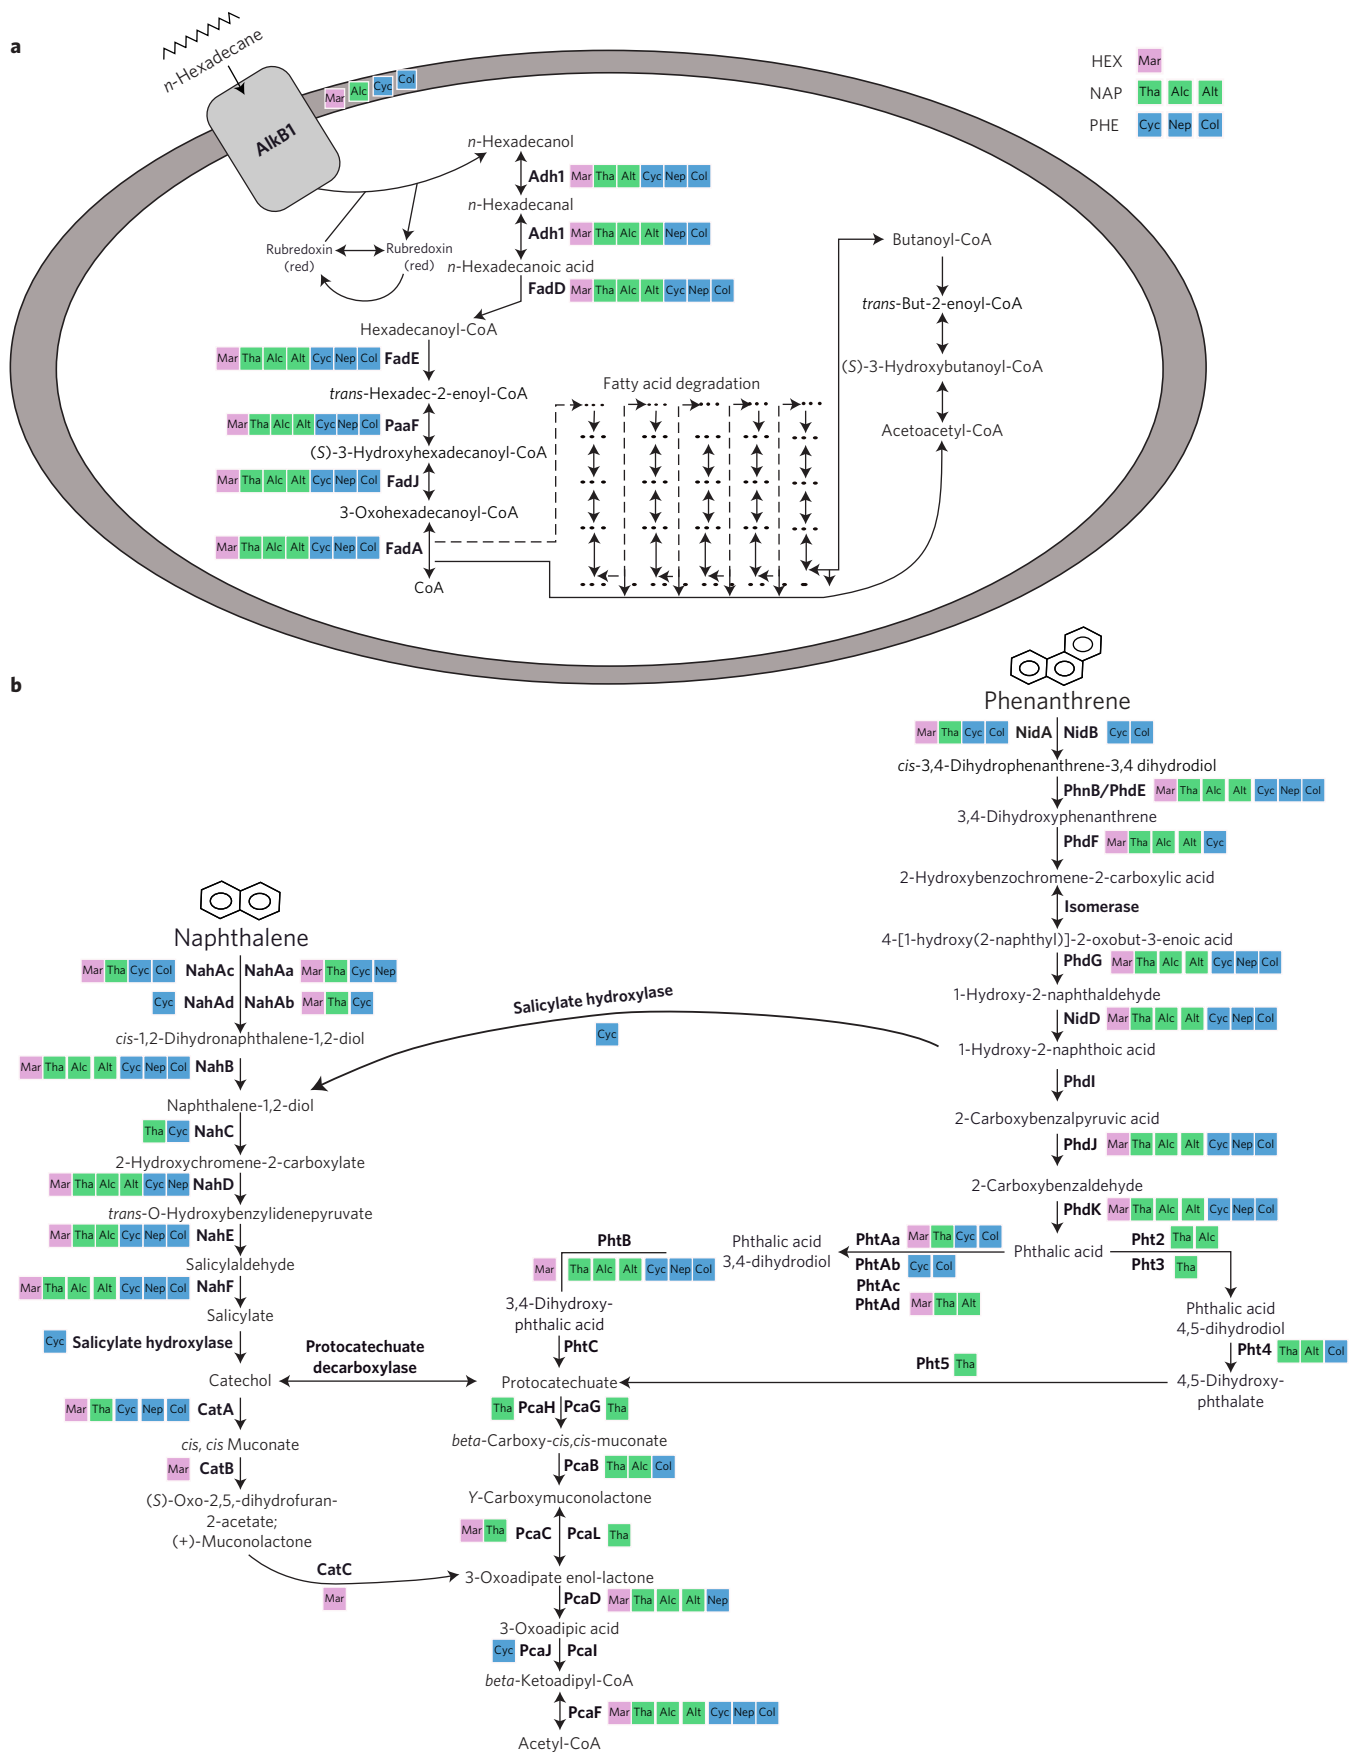 a
n-Hexadecane
AlkB1
Mar Alc Cyc Col
HEX Mar
NAP Tha Alc Alt
PHE Cyc Nep Col
n-Hexadecanol
Adh1 Mar Tha Alt Cyc Nep Col
n-Hexadecanal
Adh1 Mar Tha Alc Alt Nep Col
Rubredoxin
(red)
Rubredoxin
(red)
n-Hexadecanoic acid
FadD Mar Tha Alc Alt Cyc Nep Col
Hexadecanoyl-CoA
Mar Tha Alc Alt Cyc Nep Col FadE
trans-Hexadec-2-enoyl-CoA
Mar Tha Alc Alt Cyc Nep Col PaaF
(S)-3-Hydroxyhexadecanoyl-CoA
Mar Tha Alc Alt Cyc Nep Col FadJ
3-Oxohexadecanoyl-CoA
Mar Tha Alc Alt Cyc Nep Col FadA
CoA
Fatty acid degradation
Butanoyl-CoA
trans-But-2-enoyl-CoA
(S)-3-Hydroxybutanoyl-CoA
Acetoacetyl-CoA
b
Phenanthrene
Mar Tha Cyc Col NidA NidB Cyc Col
cis-3,4-Dihydrophenanthrene-3,4 dihydrodiol
PhnB/PhdE Mar Tha Alc Alt Cyc Nep Col
3,4-Dihydroxyphenanthrene
PhdF Mar Tha Alc Alt Cyc
2-Hydroxybenzochromene-2-carboxylic acid
Isomerase
4-[1-hydroxy(2-naphthyl)]-2-oxobut-3-enoic acid
PhdG Mar Tha Alc Alt Cyc Nep Col
1-Hydroxy-2-naphthaldehyde
NidD Mar Tha Alc Alt Cyc Nep Col
1-Hydroxy-2-naphthoic acid
PhdI
2-Carboxybenzalpyruvic acid
PhdJ Mar Tha Alc Alt Cyc Nep Col
2-Carboxybenzaldehyde
PhdK Mar Tha Alc Alt Cyc Nep Col
Phthalic acid
Pht2 Tha Alc
Pht3 Tha
Phthalic acid
4,5-dihydrodiol
Pht4 Tha Alt Col
4,5-Dihydroxy-
phthalate
Pht5 Tha
PhtAa Mar Tha Cyc Col
PhtAb Cyc Col
PhtAc
PhtAd Mar Tha Alt
Phthalic acid
3,4-dihydrodiol
PhtB
Mar Tha Alc Alt Cyc Nep Col
3,4-Dihydroxy-
phthalic acid
PhtC
Protocatechuate
Salicylate hydroxylase
Cyc
Naphthalene
Mar Tha Cyc Col NahAc NahAa Mar Tha Cyc Nep
Cyc NahAd NahAb Mar Tha Cyc
cis-1,2-Dihydronaphthalene-1,2-diol
Mar Tha Alc Alt Cyc Nep Col NahB
Naphthalene-1,2-diol
Tha Cyc NahC
2-Hydroxychromene-2-carboxylate
Mar Tha Alc Alt Cyc Nep NahD
trans-O-Hydroxybenzylidenepyruvate
Mar Tha Alc Cyc Nep Col NahE
Salicylaldehyde
Mar Tha Alc Alt Cyc Nep Col NahF
Salicylate
Cyc Salicylate hydroxylase
Protocatechuate
decarboxylase
Catechol
Mar Tha Cyc Nep Col CatA
cis, cis Muconate
Mar CatB
(S)-Oxo-2,5,-dihydrofuran-
2-acetate;
(+)-Muconolactone
CatC
Mar
Tha PcaH PcaG Tha
beta-Carboxy-cis,cis-muconate
PcaB Tha Alc Col
Y-Carboxymuconolactone
Mar Tha PcaC PcaL Tha
3-Oxoadipate enol-lactone
PcaD Mar Tha Alc Alt Nep
3-Oxoadipic acid
Cyc PcaJ PcaI
beta-Ketoadipyl-CoA
PcaF Mar Tha Alc Alt Cyc Nep Col
Acetyl-CoA